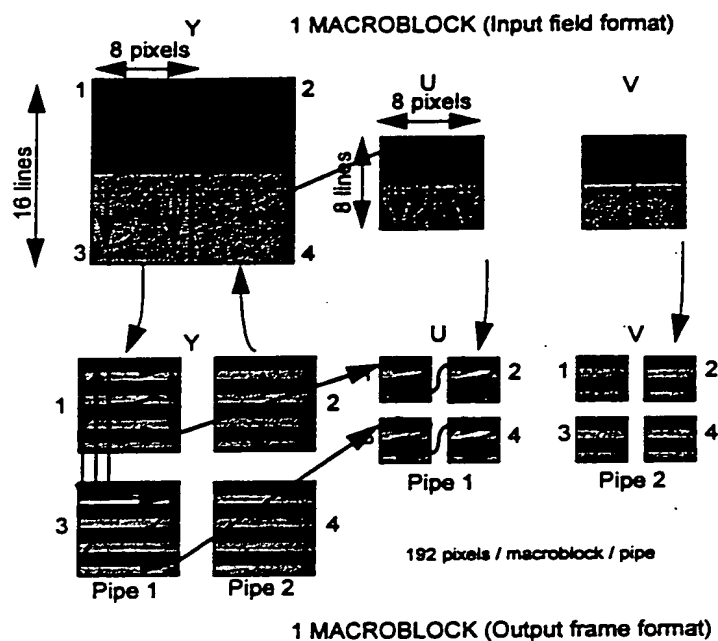 1 MACROBLOCK (Input field format)
Y
8 pixels
1
2
16 lines
3
4
U
8 pixels
8 lines
V
Y
1
2
3
4
Pipe 1
Pipe 2
U
2
4
Pipe 1
V
1
2
3
4
Pipe 2
192 pixels / macroblock / pipe
1 MACROBLOCK (Output frame format)